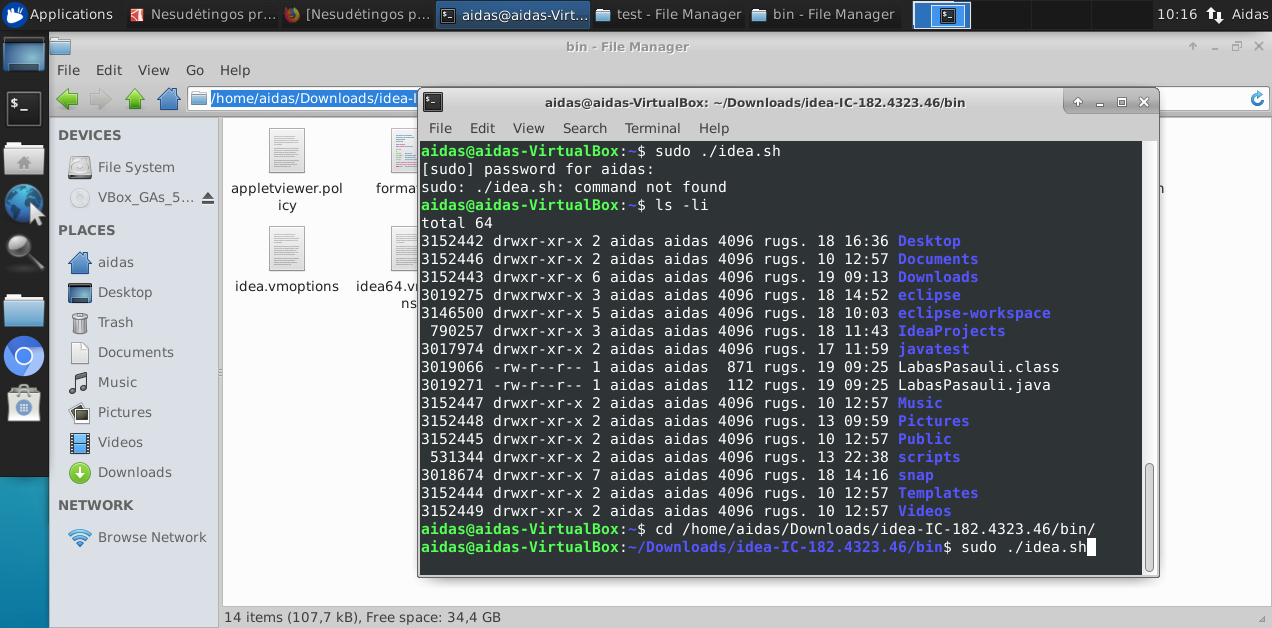 Applications
Nesudėtingos pr...
[Nesudėtingos p...
aidas@aidas-Virt...
test - File Manager
bin - File Manager
10:16
Aidas
bin - File Manager
File Edit View Go Help
/home/aidas/Downloads/idea-I
DEVICES
File System
VBox_GAs_5...
PLACES
aidas
Desktop
Trash
Documents
Music
Pictures
Videos
Downloads
NETWORK
Browse Network
appletviewer.pol
icy
forma
idea.vmoptions
idea64.v
ns
n
14 items (107,7 kB), Free space: 34,4 GB
aidas@aidas-VirtualBox: ~/Downloads/idea-IC-182.4323.46/bin
File Edit View Search Terminal Help
aidas@aidas-VirtualBox:~$ sudo ./idea.sh
[sudo] password for aidas:
sudo: ./idea.sh: command not found
aidas@aidas-VirtualBox:~$ ls -li
total 64
3152442 drwxr-xr-x 2 aidas aidas 4096 rugs. 18 16:36 Desktop
3152446 drwxr-xr-x 2 aidas aidas 4096 rugs. 10 12:57 Documents
3152443 drwxr-xr-x 6 aidas aidas 4096 rugs. 19 09:13 Downloads
3019275 drwxrwxr-x 3 aidas aidas 4096 rugs. 18 14:52 eclipse
3146500 drwxr-xr-x 5 aidas aidas 4096 rugs. 18 10:03 eclipse-workspace
790257 drwxr-xr-x 3 aidas aidas 4096 rugs. 18 11:43 IdeaProjects
3017974 drwxr-xr-x 2 aidas aidas 4096 rugs. 17 11:59 javatest
3019066 -rw-r--r-- 1 aidas aidas 871 rugs. 19 09:25 LabasPasauli.class
3019271 -rw-r--r-- 1 aidas aidas 112 rugs. 19 09:25 LabasPasauli.java
3152447 drwxr-xr-x 2 aidas aidas 4096 rugs. 10 12:57 Music
3152448 drwxr-xr-x 2 aidas aidas 4096 rugs. 13 09:59 Pictures
3152445 drwxr-xr-x 2 aidas aidas 4096 rugs. 10 12:57 Public
531344 drwxr-xr-x 2 aidas aidas 4096 rugs. 13 22:38 scripts
3018674 drwxr-xr-x 7 aidas aidas 4096 rugs. 18 14:16 snap
3152444 drwxr-xr-x 2 aidas aidas 4096 rugs. 10 12:57 Templates
3152449 drwxr-xr-x 2 aidas aidas 4096 rugs. 10 12:57 Videos
aidas@aidas-VirtualBox:~$ cd /home/aidas/Downloads/idea-IC-182.4323.46/bin/
aidas@aidas-VirtualBox:~/Downloads/idea-IC-182.4323.46/bin$ sudo ./idea.sh